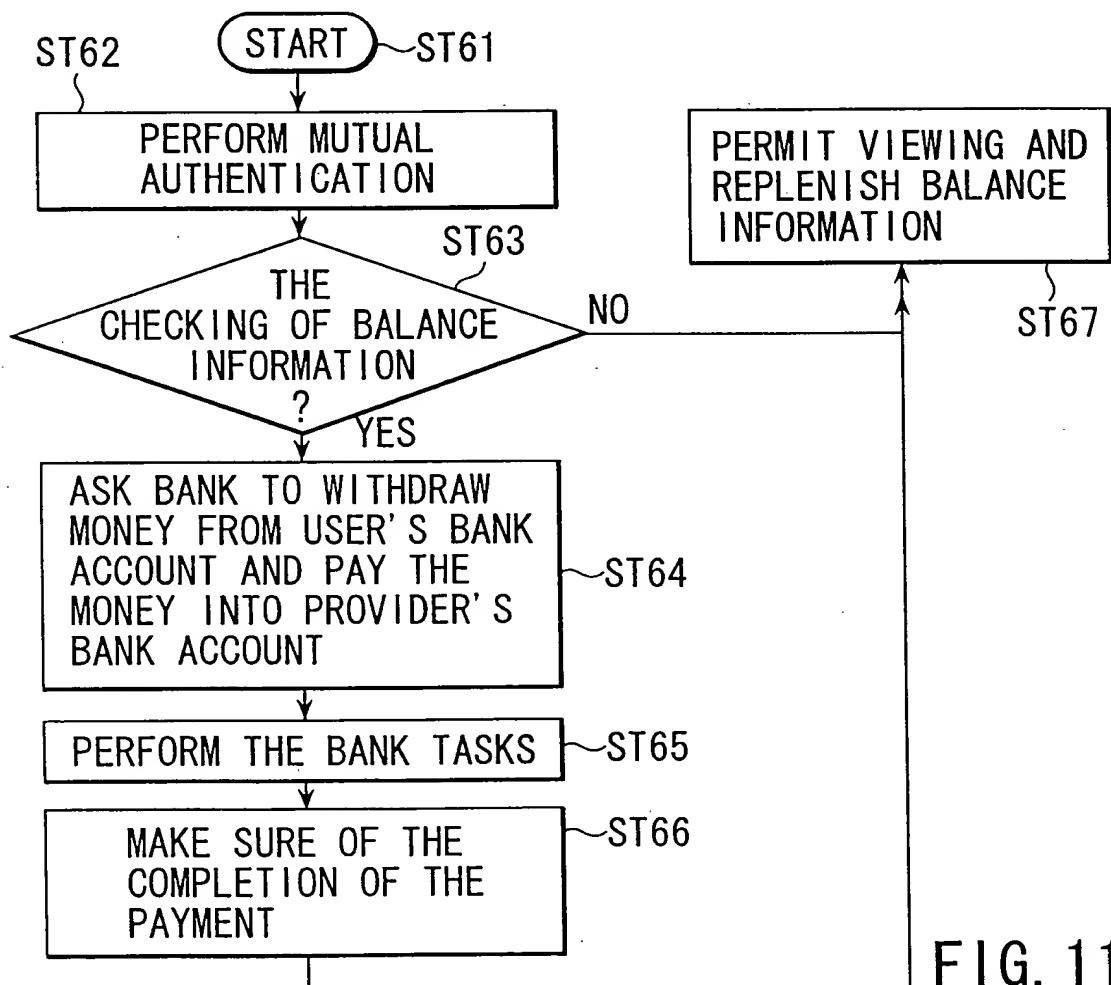 START
ST61
ST62
PERFORM MUTUAL
AUTHENTICATION
ST63
THE
CHECKING OF BALANCE
INFORMATION
?
NO
YES
ASK BANK TO WITHDRAW
MONEY FROM USER'S BANK
ACCOUNT AND PAY THE
MONEY INTO PROVIDER'S
BANK ACCOUNT
ST64
PERFORM THE BANK TASKS
ST65
MAKE SURE OF THE
COMPLETION OF THE
PAYMENT
ST66
PERMIT VIEWING AND
REPLENISH BALANCE
INFORMATION
ST67
FIG. 11